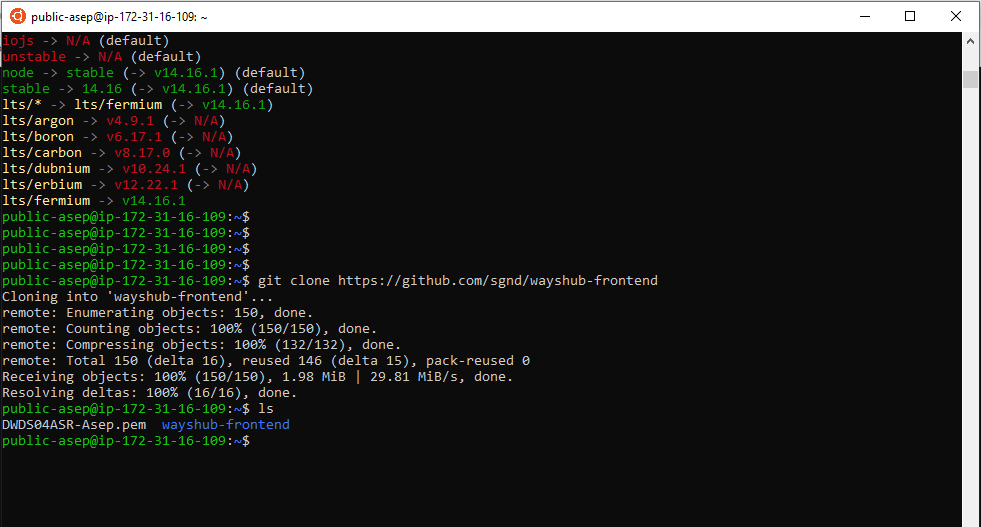 public-asep@ip-172-31-16-109: ~
iojs -> N/A (default)
unstable -> N/A (default)
node -> stable (-> v14.16.1) (default)
stable -> 14.16 (-> v14.16.1) (default)
lts/* -> lts/fermium (-> v14.16.1)
lts/argon -> v4.9.1 (-> N/A)
lts/boron -> v6.17.1 (-> N/A)
lts/carbon -> v8.17.0 (-> N/A)
lts/dubnium -> v10.24.1 (-> N/A)
lts/erbium -> v12.22.1 (-> N/A)
lts/fermium -> v14.16.1
public-asep@ip-172-31-16-109:~$
public-asep@ip-172-31-16-109:~$
public-asep@ip-172-31-16-109:~$
public-asep@ip-172-31-16-109:~$
public-asep@ip-172-31-16-109:~$ git clone https://github.com/sgnd/wayshub-frontend
Cloning into 'wayshub-frontend'...
remote: Enumerating objects: 150, done.
remote: Counting objects: 100% (150/150), done.
remote: Compressing objects: 100% (132/132), done.
remote: Total 150 (delta 16), reused 146 (delta 15), pack-reused 0
Receiving objects: 100% (150/150), 1.98 MiB | 29.81 MiB/s, done.
Resolving deltas: 100% (16/16), done.
public-asep@ip-172-31-16-109:~$ ls
DWDS04ASR-Asep.pem  wayshub-frontend
public-asep@ip-172-31-16-109:~$